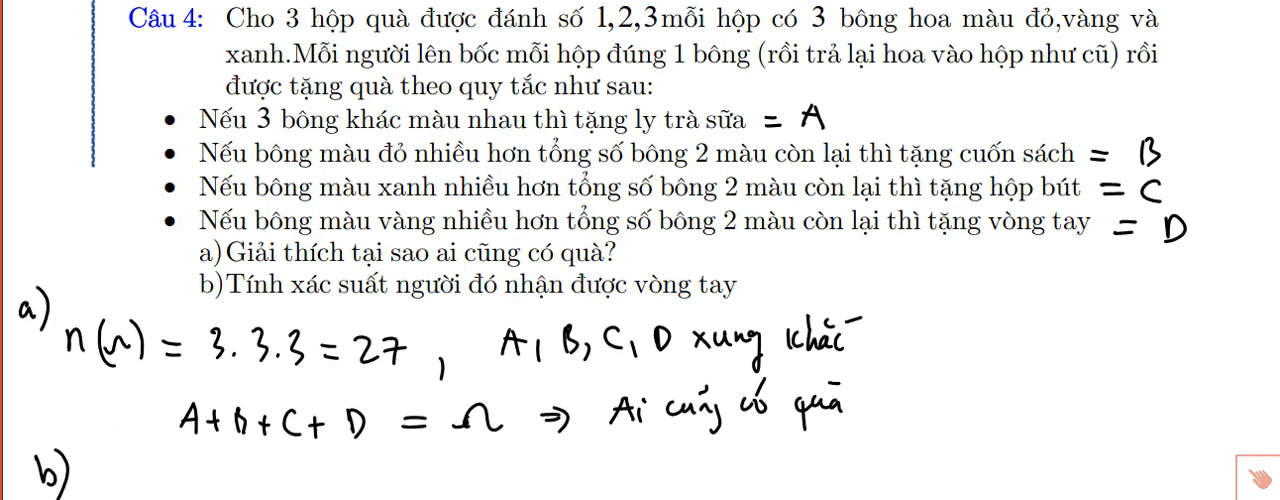 Câu 4: Cho 3 hộp quà được đánh số 1,2,3mỗi hộp có 3 bông hoa màu đỏ,vàng và
xanh.Mỗi người lên bốc mỗi hộp đúng 1 bông (rồi trả lại hoa vào hộp như cũ) rồi
được tặng quà theo quy tắc như sau:
• Nếu 3 bông khác màu nhau thì tặng ly trà sữa = A
• Nếu bông màu đỏ nhiều hơn tổng số bông 2 màu còn lại thì tặng cuốn sách = B
• Nếu bông màu xanh nhiều hơn tổng số bông 2 màu còn lại thì tặng hộp bút = C
• Nếu bông màu vàng nhiều hơn tổng số bông 2 màu còn lại thì tặng vòng tay = D
a)Giải thích tại sao ai cũng có quà?
b)Tính xác suất người đó nhận được vòng tay
a)
n(Ω) = 3.3.3 = 27 , A, B, C, D xung khắc
A+B+C+D = Ω ⇒ Ai cũng có quà
b)